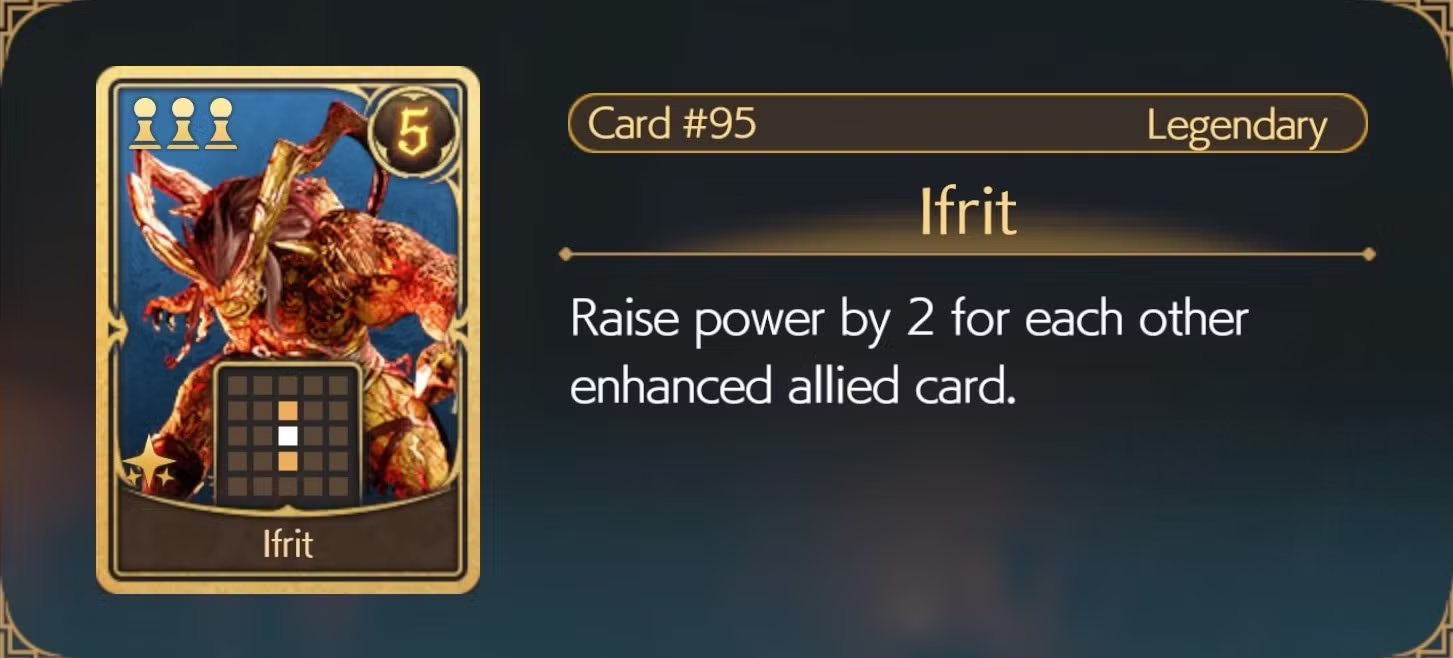 5
Ifrit
Card #95 Legendary
Ifrit
Raise power by 2 for each other
enhanced allied card.